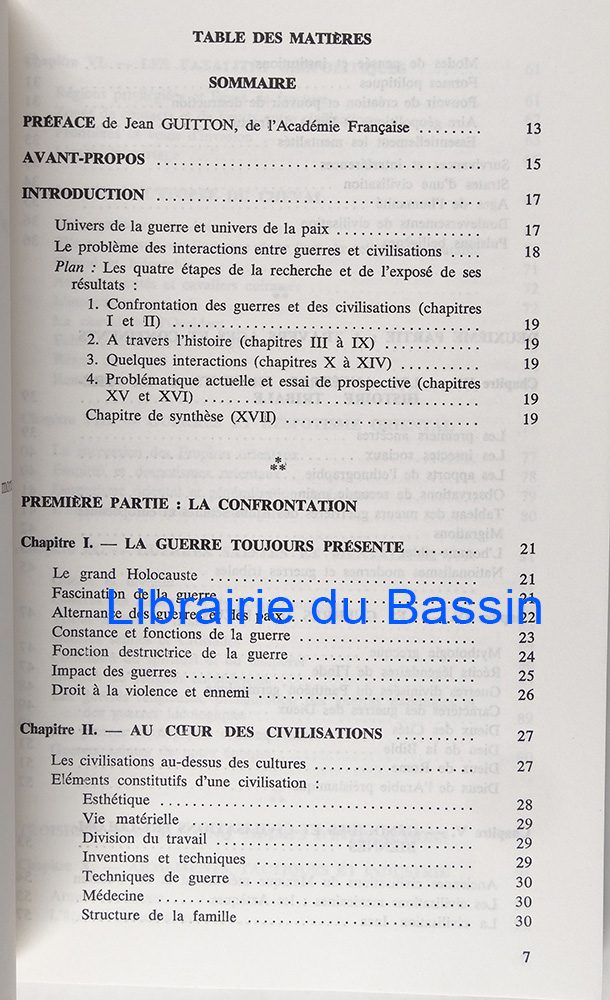 TABLE DES MATIÈRES
SOMMAIRE
PRÉFACE de Jean GUITTON, de l'Académie Française ........ 13
AVANT-PROPOS ........ 15
INTRODUCTION ........ 17
Univers de la guerre et univers de la paix ........ 17
Le problème des interactions entre guerres et civilisations .... 18
Plan : Les quatre étapes de la recherche et de l'exposé de ses
résultats :
1. Confrontation des guerres et des civilisations (chapitres
I et II) ........ 19
2. A travers l'histoire (chapitres III à IX) ........ 19
3. Quelques interactions (chapitres X à XIV) ........ 19
4. Problématique actuelle et essai de prospective (chapitres
XV et XVI) ........ 19
Chapitre de synthèse (XVII) ........ 19
***
PREMIÈRE PARTIE : LA CONFRONTATION
Chapitre I. — LA GUERRE TOUJOURS PRÉSENTE ........ 21
Le grand Holocauste ........ 21
Fascination de la guerre ........ 21
Alternance des guerres et des paix ........ 22
Librairie du Bassin
Constance et fonctions de la guerre ........ 23
Fonction destructrice de la guerre ........ 24
Impact des guerres ........ 25
Droit à la violence et ennemi ........ 26
Chapitre II. — AU CŒUR DES CIVILISATIONS ........ 27
Les civilisations au-dessus des cultures ........ 27
Eléments constitutifs d'une civilisation :
Esthétique ........ 28
Vie matérielle ........ 29
Division du travail ........ 29
Inventions et techniques ........ 29
Techniques de guerre ........ 30
Médecine ........ 30
Structure de la famille ........ 30
7